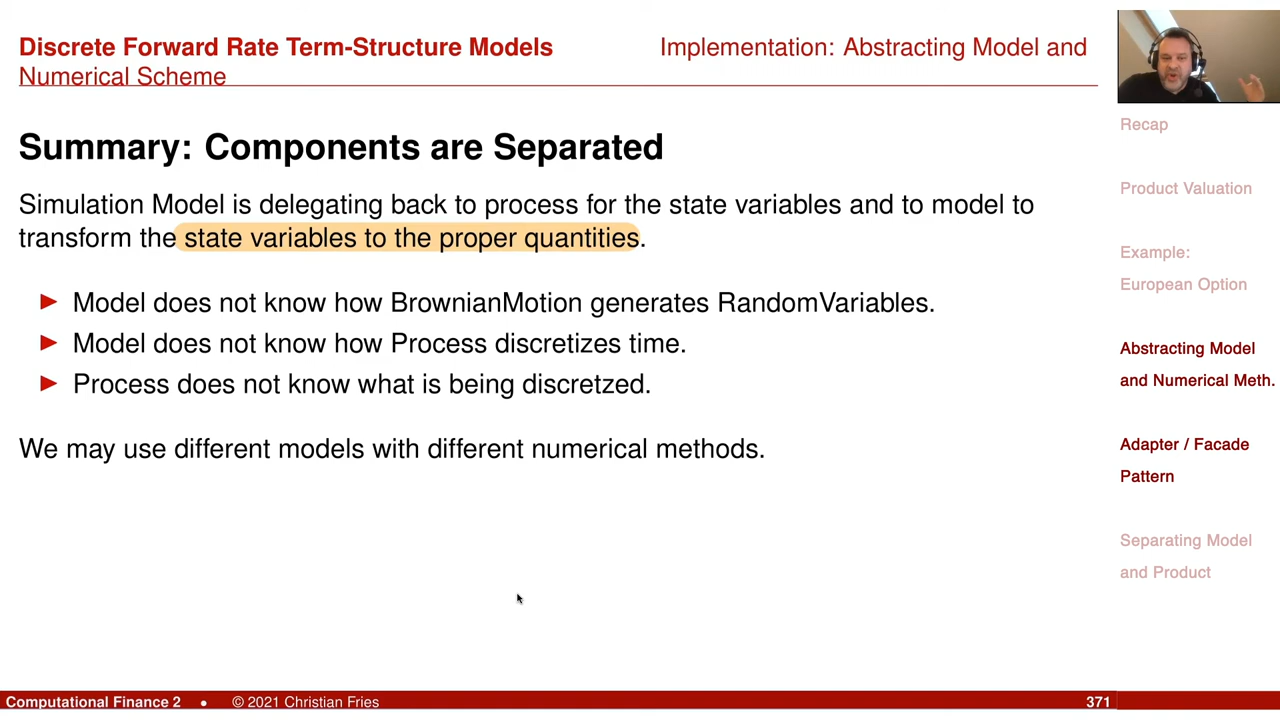 Discrete Forward Rate Term-Structure Models Implementation: Abstracting Model and
Numerical Scheme
Summary: Components are Separated
Simulation Model is delegating back to process for the state variables and to model to
transform the state variables to the proper quantities.
Model does not know how BrownianMotion generates RandomVariables.
Model does not know how Process discretizes time.
Process does not know what is being discretzed.
We may use different models with different numerical methods.
Recap
Product Valuation
Example:
European Option
Abstracting Model
and Numerical Meth.
Adapter / Facade
Pattern
Separating Model
and Product
Computational Finance 2 • © 2021 Christian Fries 371